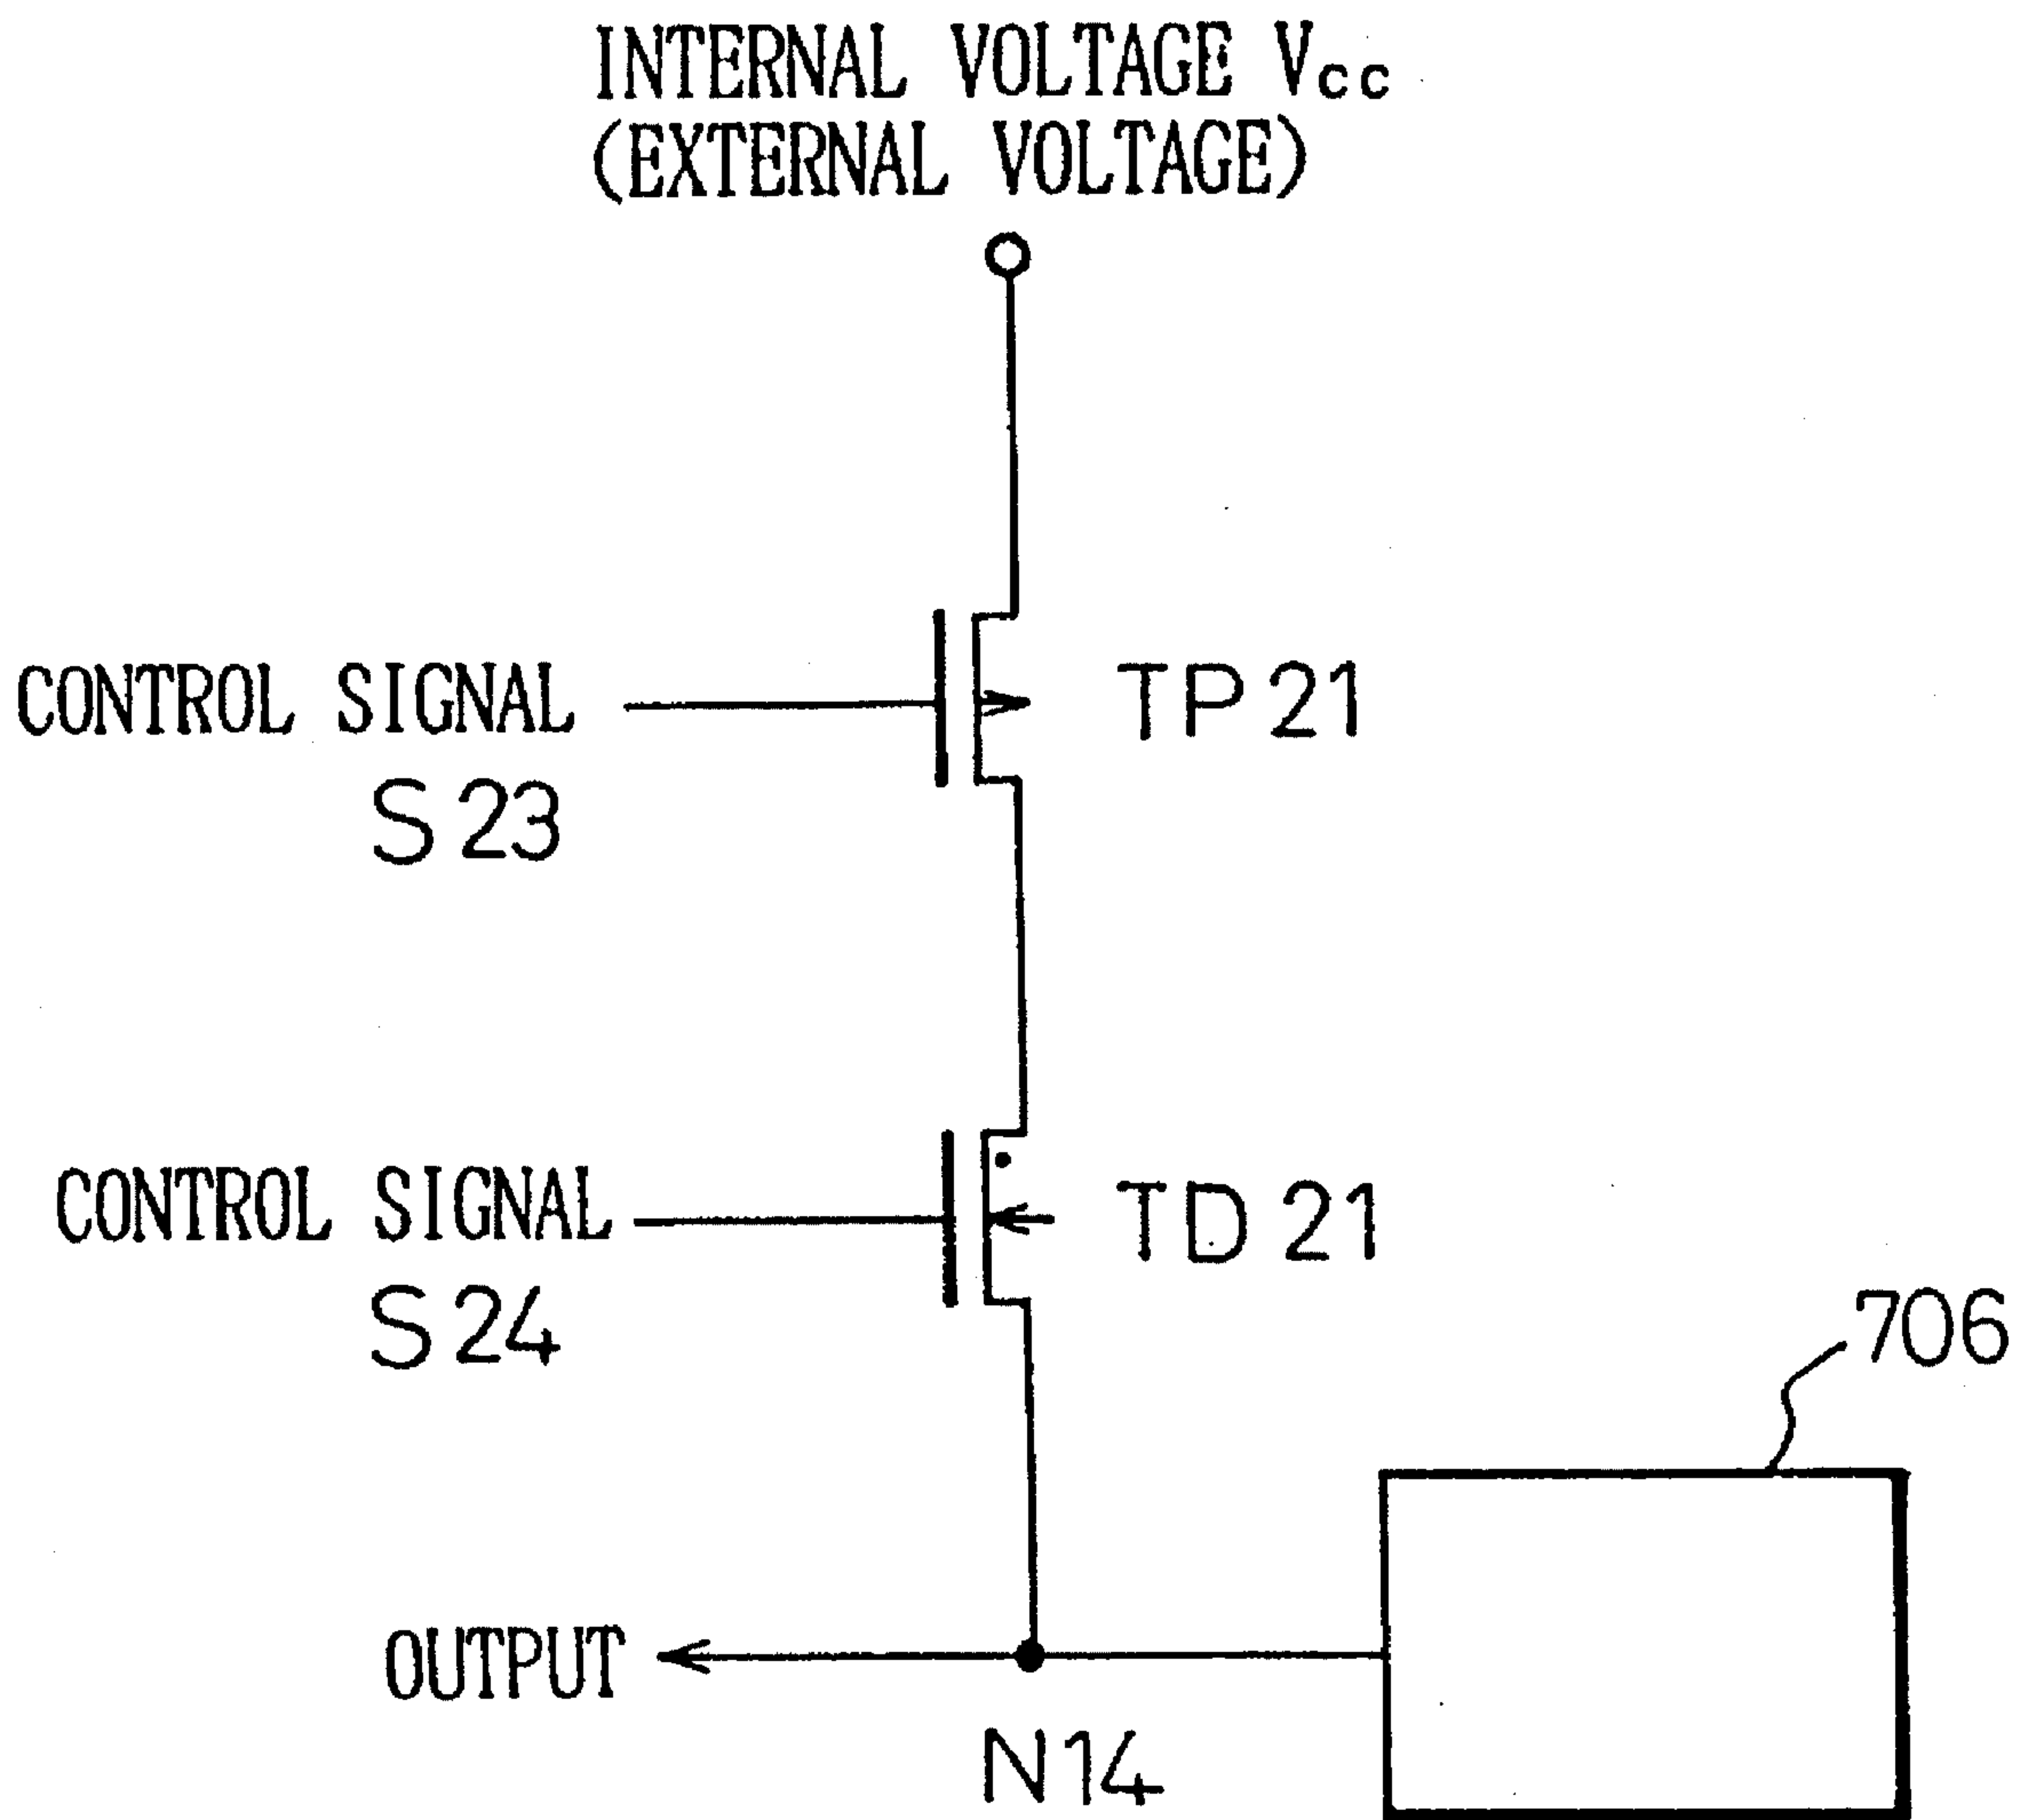 INTERNAL VOLTAGE Vcc
(EXTERNAL VOLTAGE)
CONTROL SIGNAL
S23
TP21
CONTROL SIGNAL
S24
TD21
706
OUTPUT
N14